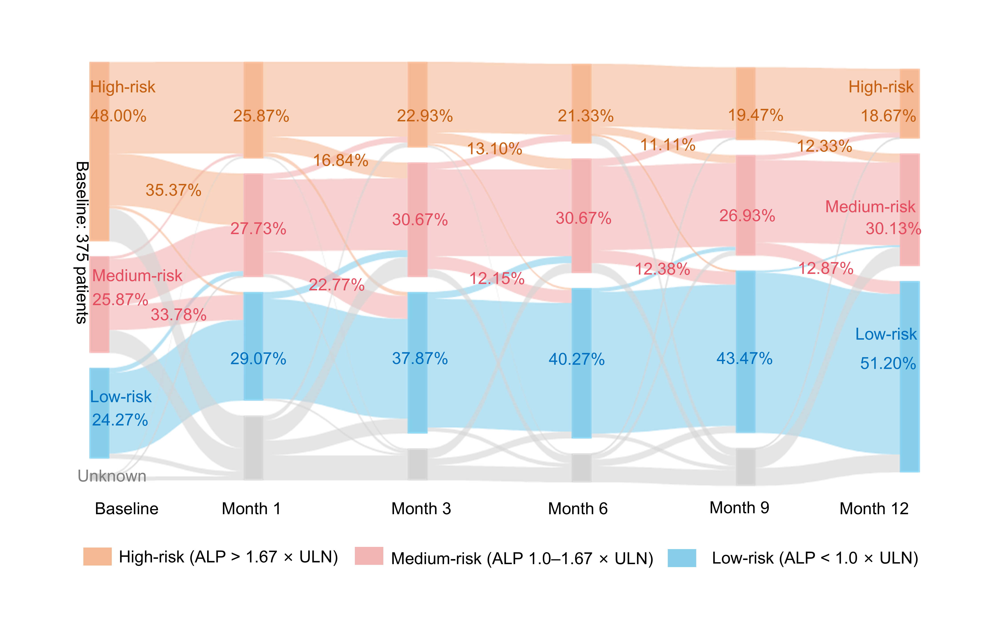 Baseline: 375 patients
High-risk
48.00%
35.37%
Medium-risk
25.87%
33.78%
Low-risk
24.27%
Unknown
25.87%
27.73%
29.07%
16.84%
22.77%
22.93%
30.67%
37.87%
13.10%
12.15%
21.33%
30.67%
40.27%
11.11%
12.38%
19.47%
26.93%
43.47%
12.33%
12.87%
High-risk
18.67%
Medium-risk
30.13%
Low-risk
51.20%
Baseline
Month 1
Month 3
Month 6
Month 9
Month 12
High-risk (ALP > 1.67 × ULN)
Medium-risk (ALP 1.0–1.67 × ULN)
Low-risk (ALP < 1.0 × ULN)